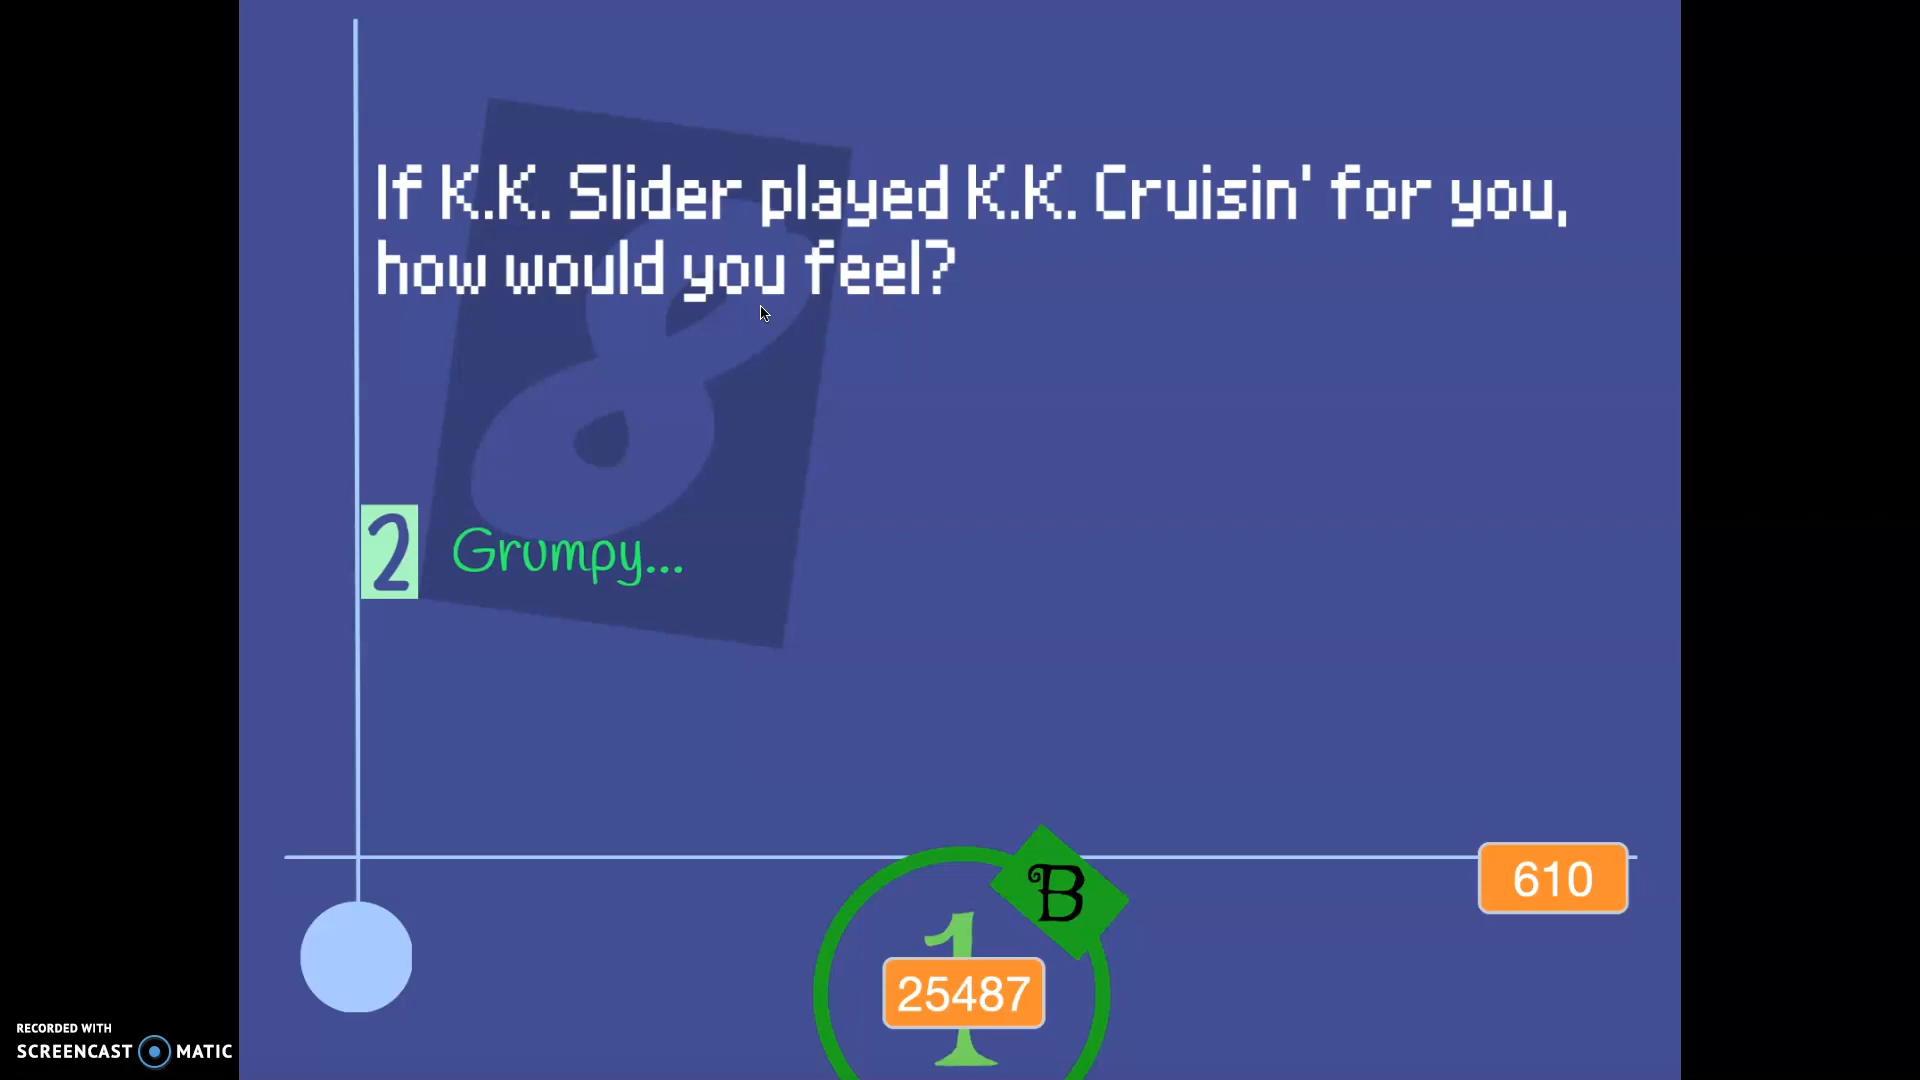 If K.K. Slider played K.K. Cruisin' for you,
how would you feel?
8
2 Grumpy...
B
610
1
25487
RECORDED WITH
SCREENCAST MATIC